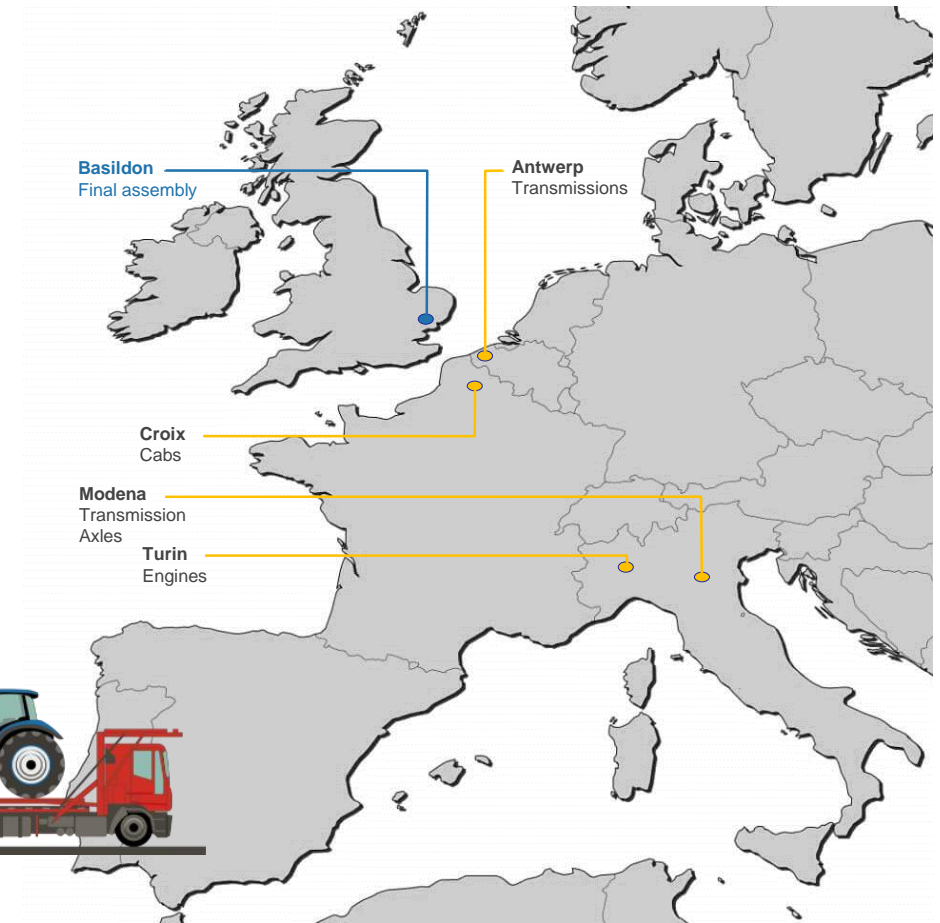 Basildon
Final assembly
Antwerp
Transmissions
Croix
Cabs
Modena
Transmission
Axles
Turin
Engines